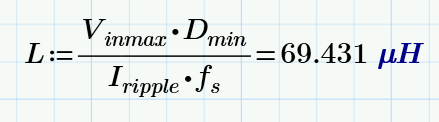 L := V_inmax · D_min / I_ripple · f_s = 69.431 μH